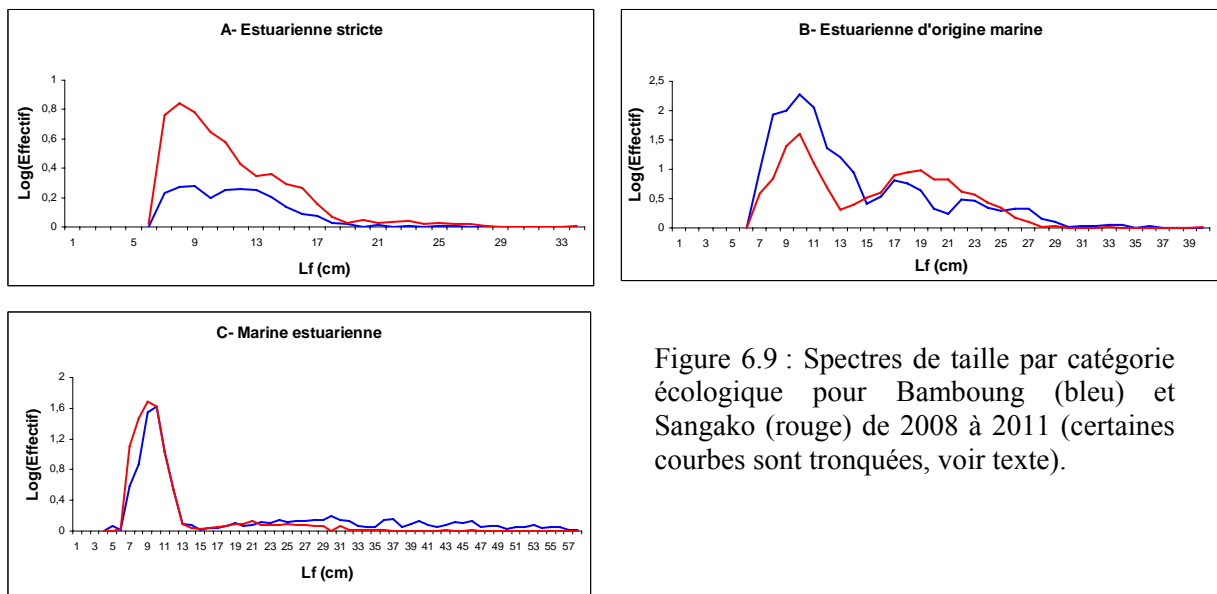 A- Estuarienne stricte
1
0,8
0,6
0,4
0,2
0
Log(Effectif)
1 5 9 13 17 21 25 29 33
Lf (cm)
B- Estuarienne d'origine marine
2,5
2
1,5
1
0,5
0
Log(Effectif)
1 3 5 7 9 11 13 15 17 19 21 23 25 27 29 31 33 35 37 39
Lf (cm)
C- Marine estuarienne
2
1,6
1,2
0,8
0,4
0
Log(Effectif)
1 3 5 7 9 11 13 15 17 19 21 23 25 27 29 31 33 35 37 39 41 43 45 47 49 51 53 55 57
Lf (cm)
Figure 6.9 : Spectres de taille par catégorie
écologique pour Bamboung (bleu) et
Sangako (rouge) de 2008 à 2011 (certaines
courbes sont tronquées, voir texte).